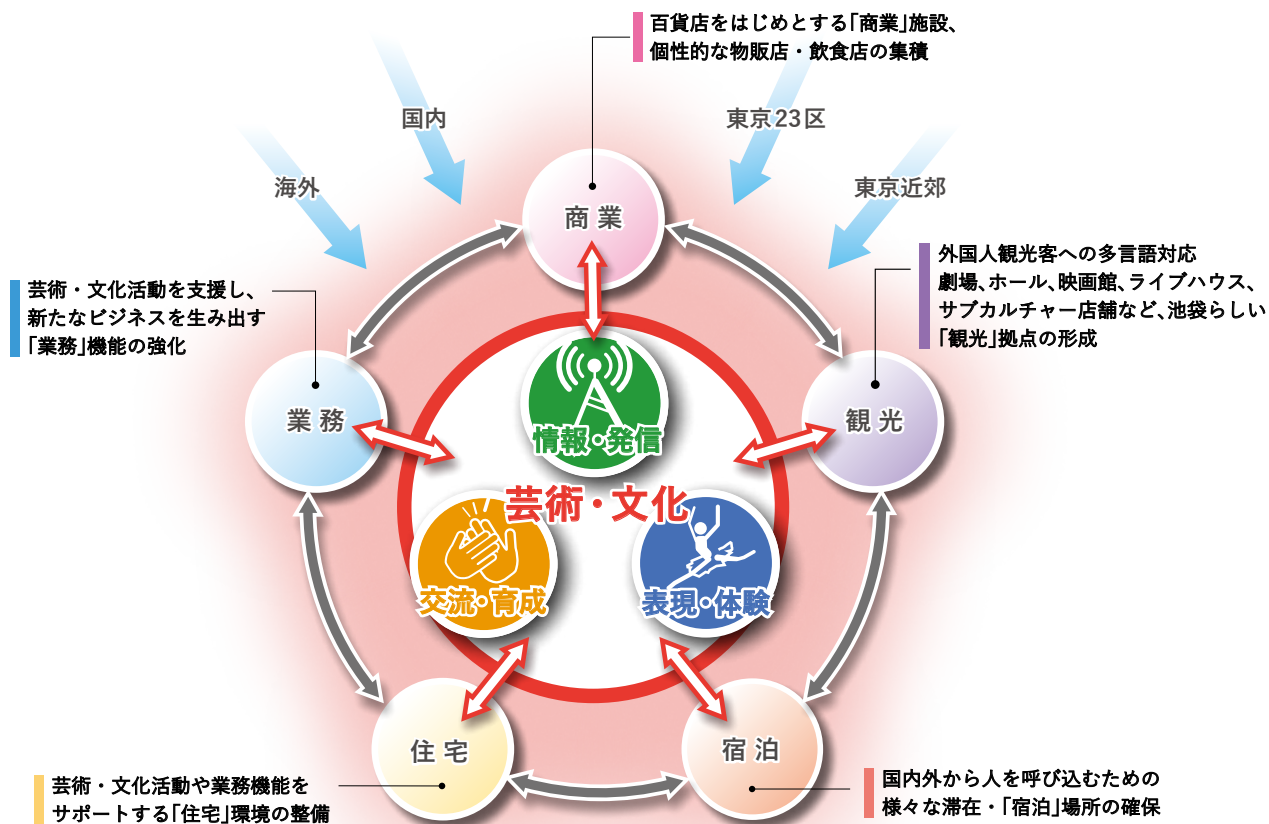 百貨店をはじめとする「商業」施設、
個性的な物販店・飲食店の集積
国内
東京23区
海外
東京近郊
商業
外国人観光客への多言語対応
劇場、ホール、映画館、ライブハウス、
サブカルチャー店舗など、池袋らしい
「観光」拠点の形成
芸術・文化活動を支援し、
新たなビジネスを生み出す
「業務」機能の強化
業務
観光
情報・発信
芸術・文化
交流・育成
表現・体験
住宅
宿泊
芸術・文化活動や業務機能を
サポートする「住宅」環境の整備
国内外から人を呼び込むための
様々な滞在・「宿泊」場所の確保